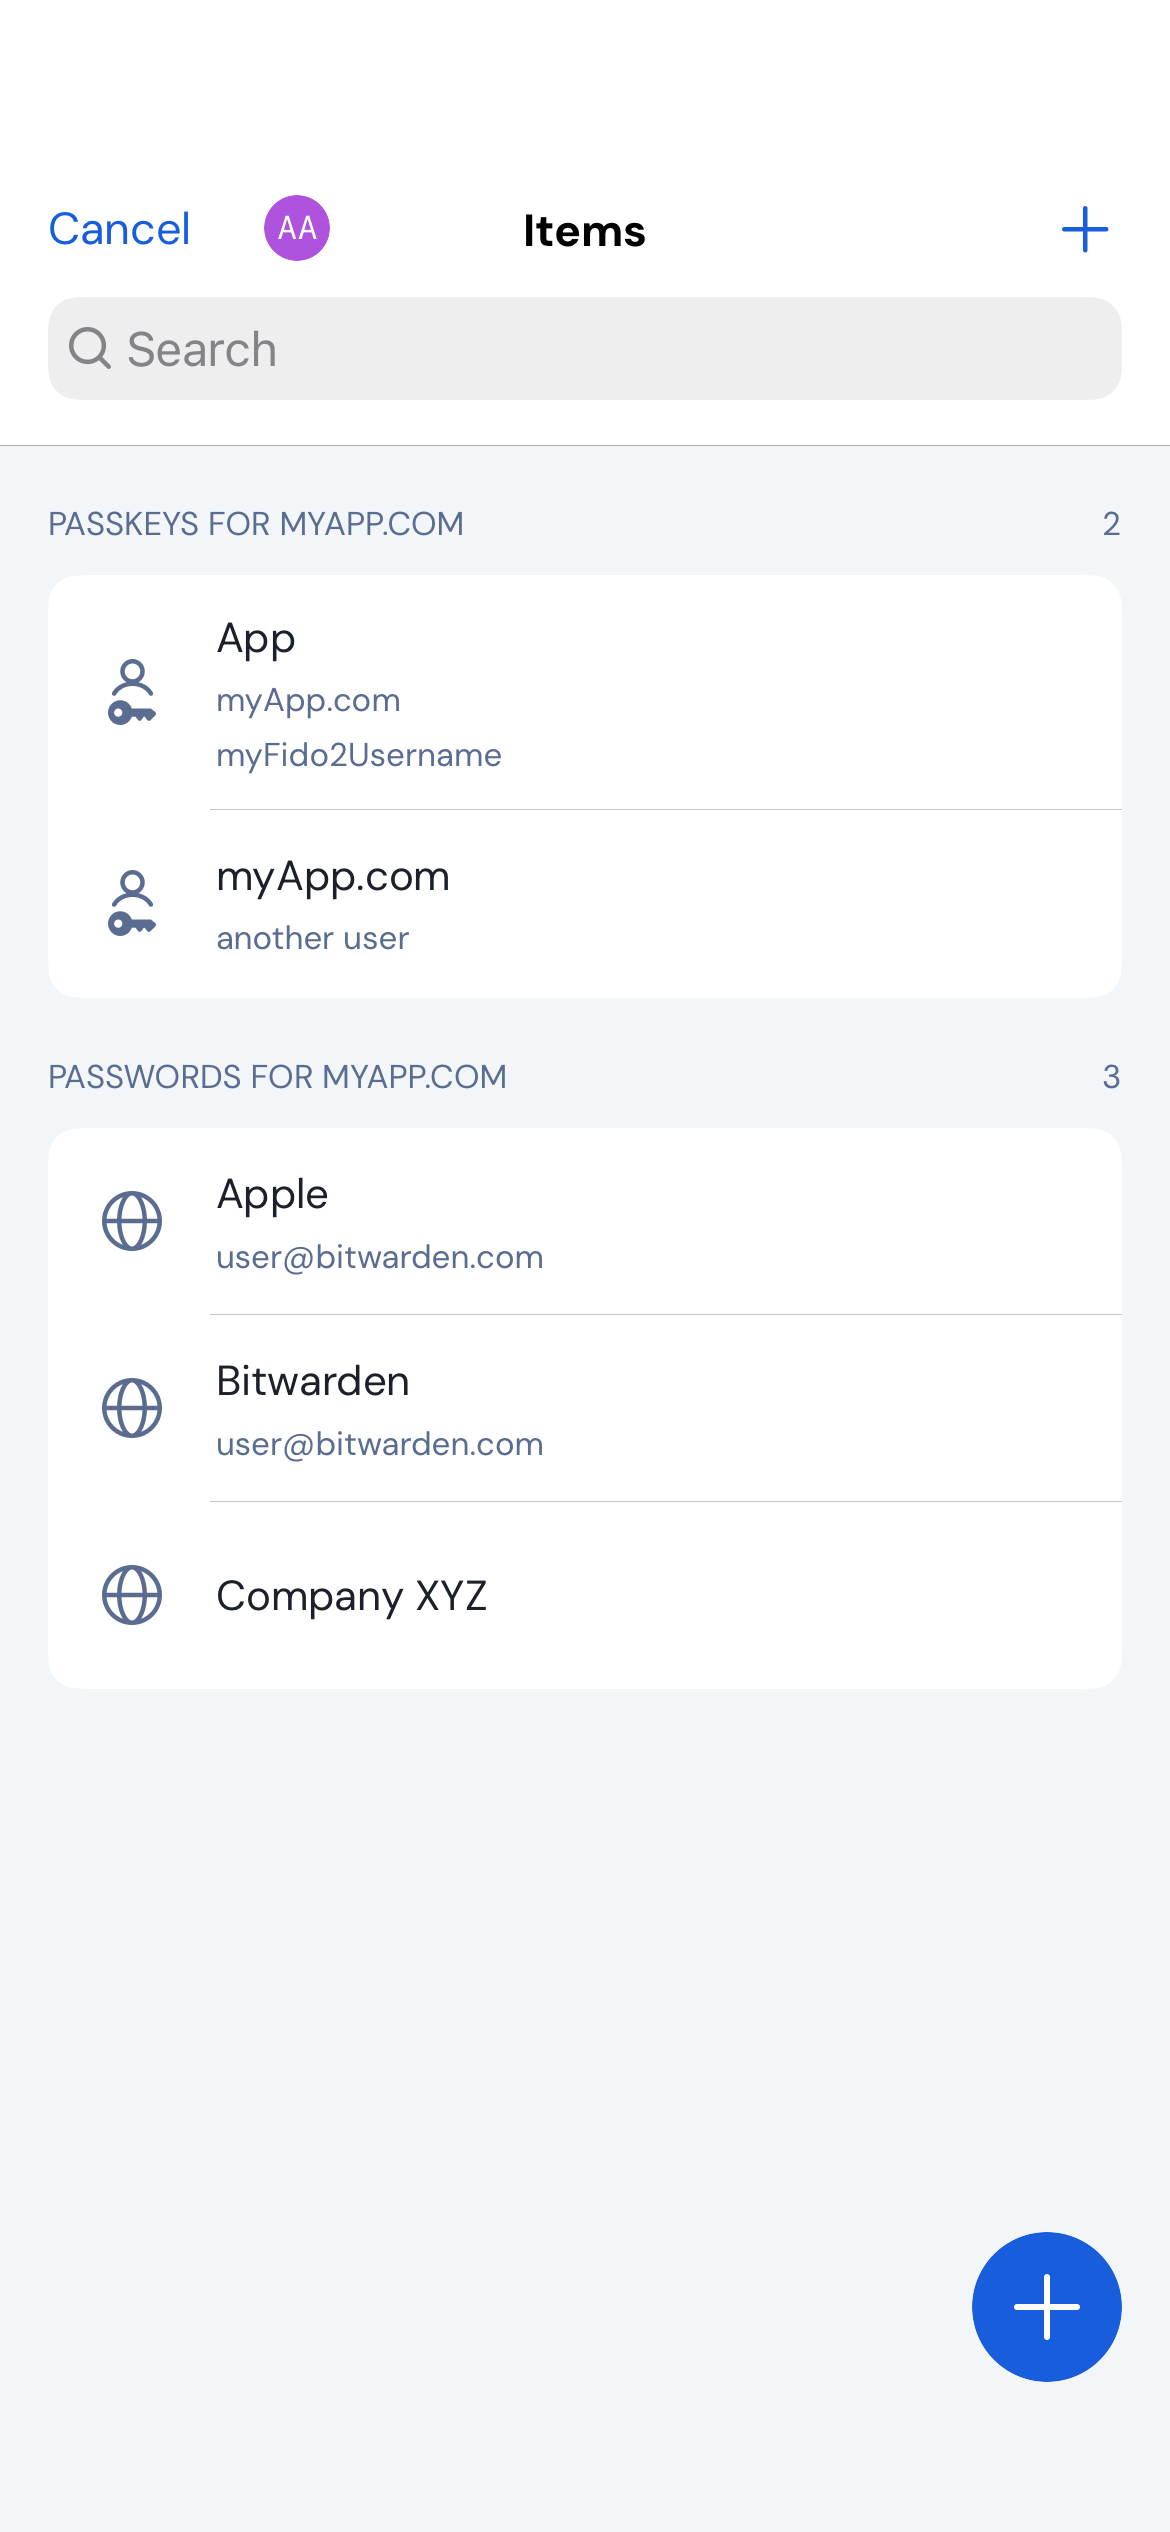 Cancel AA Items
Search
PASSKEYS FOR MYAPP.COM 2
App
myApp.com
myFido2Username
myApp.com
another user
PASSWORDS FOR MYAPP.COM 3
Apple
user@bitwarden.com
Bitwarden
user@bitwarden.com
Company XYZ